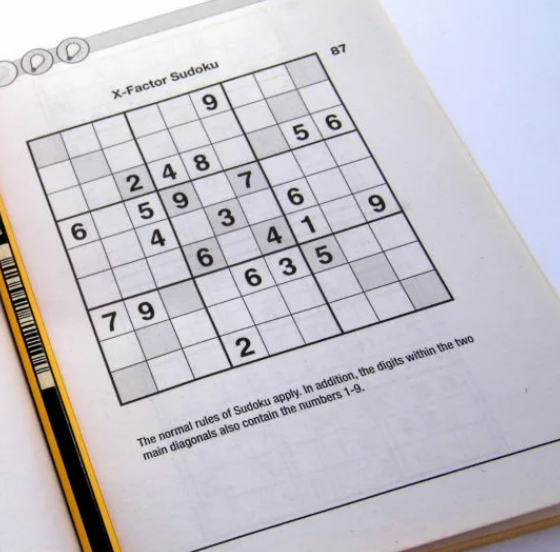 87
X-Factor Sudoku
9
2 4 8 5 6
6 5 9 7
4 3 6
6 4 1 9
7 9 6 3 5
2
The normal rules of Sudoku apply. In addition, the digits within the two
main diagonals also contain the numbers 1-9.